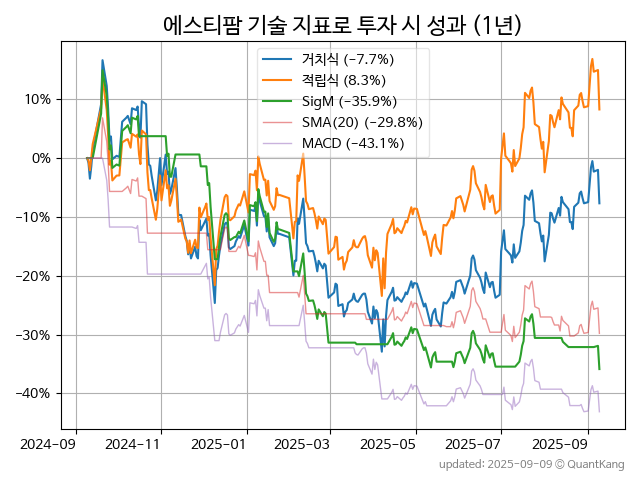 에스티팜 기술 지표로 투자 시 성과 (1년)
거치식 (−7.7%)
적립식 (8.3%)
SigM (−35.9%)
SMA(20) (−29.8%)
MACD (−43.1%)
10%
0%
−10%
−20%
−30%
−40%
2024-09 2024-11 2025-01 2025-03 2025-05 2025-07 2025-09
updated: 2025-09-09 © QuantKang